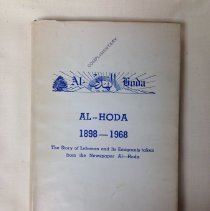 COMPLIMENTARY
Al- Hoda
AL-HODA
1898-1968
The Story of Lebanon and Its Emigrants taken
from the Newspaper Al-Hoda